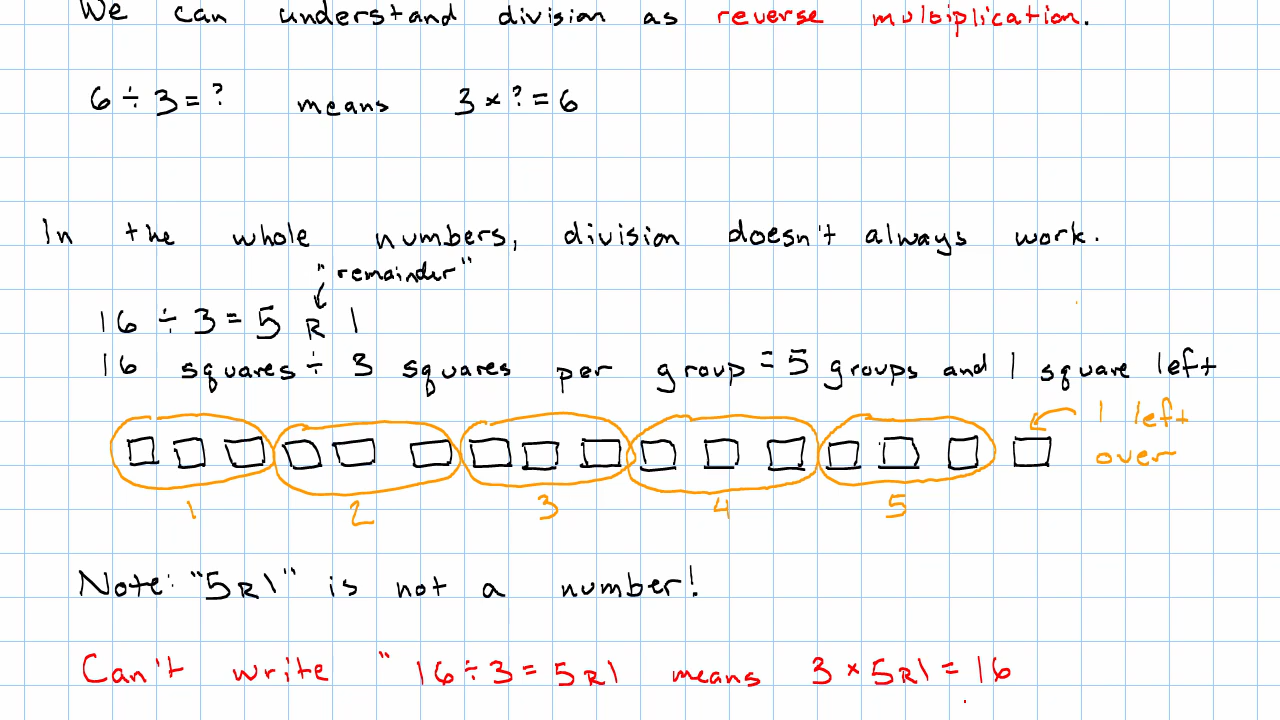 We can understand division as reverse multiplication.
6 ÷ 3 = ? means 3 × ? = 6
In the whole numbers, division doesn't always work.
"remainder"
16 ÷ 3 = 5 R 1
16 squares ÷ 3 squares per group = 5 groups and 1 square left
1 left
over
1 2 3 4 5
Note: "5R1" is not a number!
Can't write "16 ÷ 3 = 5R1 means 3 × 5R1 = 16